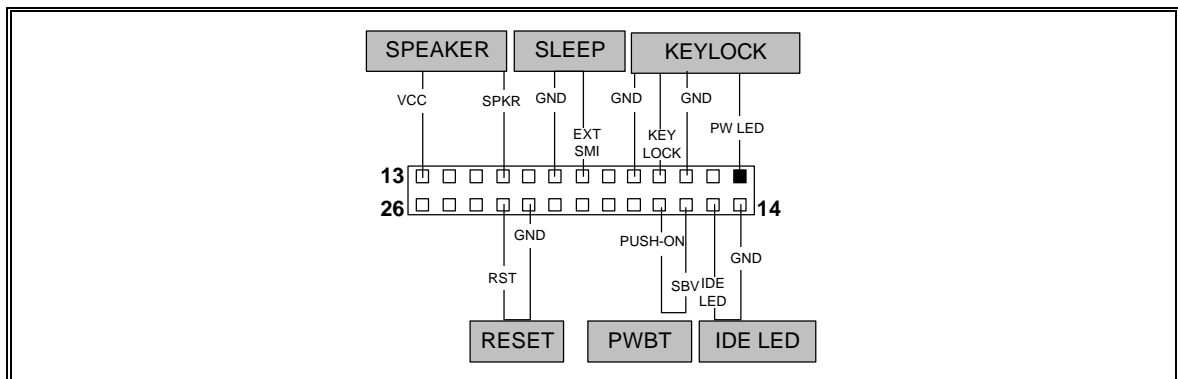 SPEAKER SLEEP KEYLOCK
VCC SPKR GND GND GND
EXT SMI KEY LOCK PW LED
13
26 14
GND PUSH-ON GND
RST SBV IDE LED
RESET PWBT IDE LED